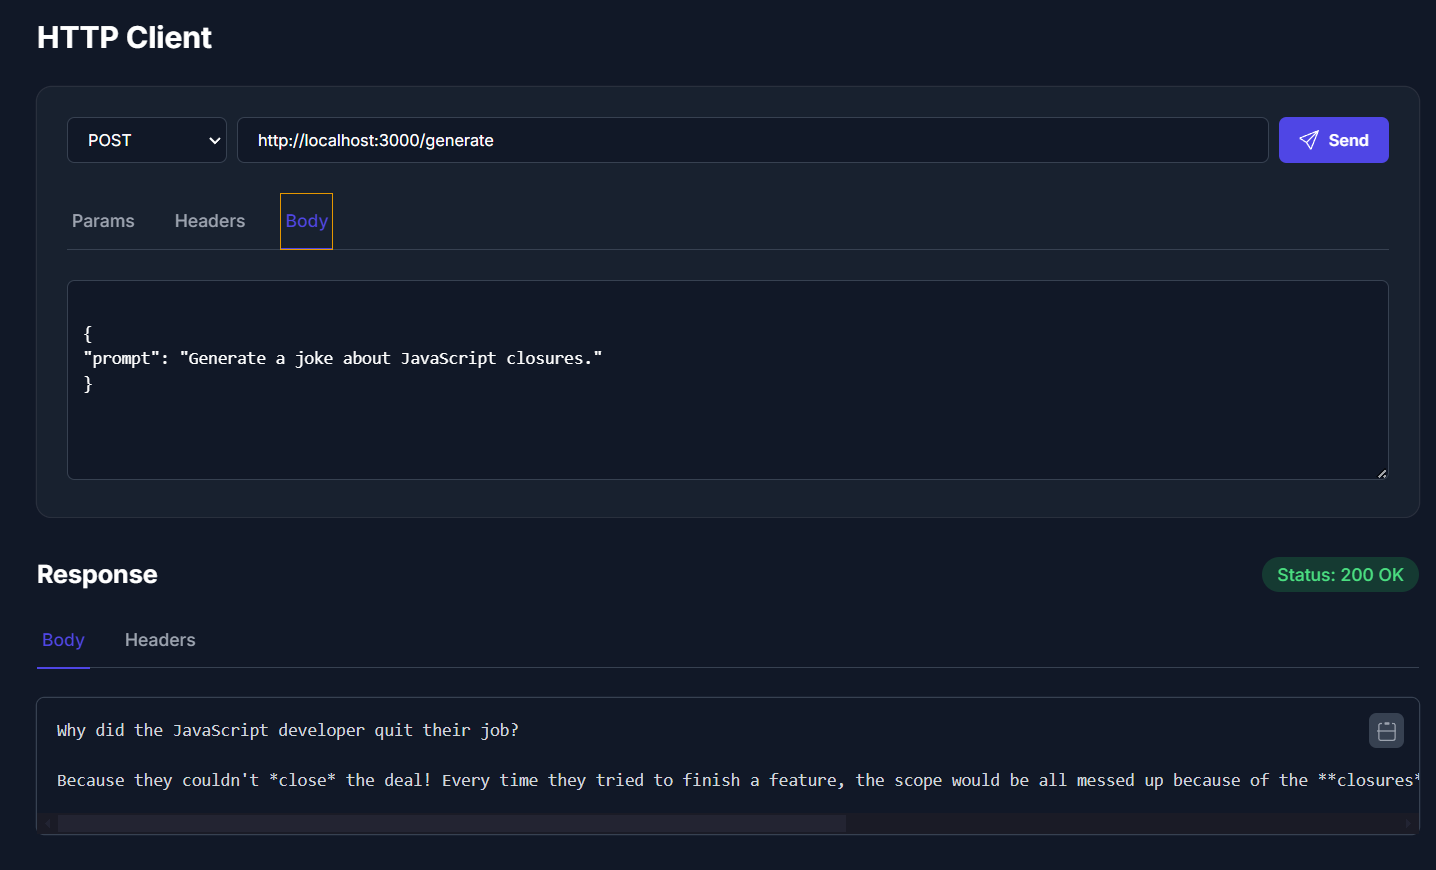 HTTP Client
POST
http://localhost:3000/generate
Send
Params
Headers
Body
{
"prompt": "Generate a joke about JavaScript closures."
}
Response
Status: 200 OK
Body
Headers
Why did the JavaScript developer quit their job?
Because they couldn't *close* the deal! Every time they tried to finish a feature, the scope would be all messed up because of the **closures*